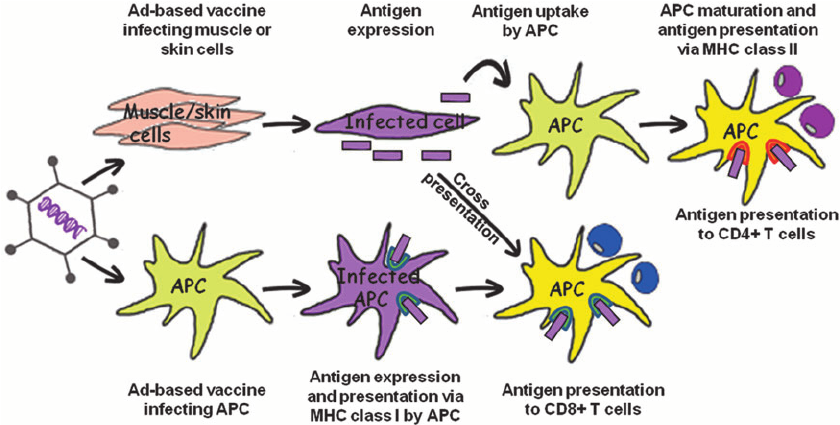 Ad-based vaccine
infecting muscle or
skin cells
Antigen
expression
Antigen uptake
by APC
APC maturation and
antigen presentation
via MHC class II
Muscle/skin
cells
Infected cell
APC
APC
Cross
presentation
Antigen presentation
to CD4+ T cells
APC
Infected
APC
APC
Ad-based vaccine
infecting APC
Antigen expression
and presentation via
MHC class I by APC
Antigen presentation
to CD8+ T cells